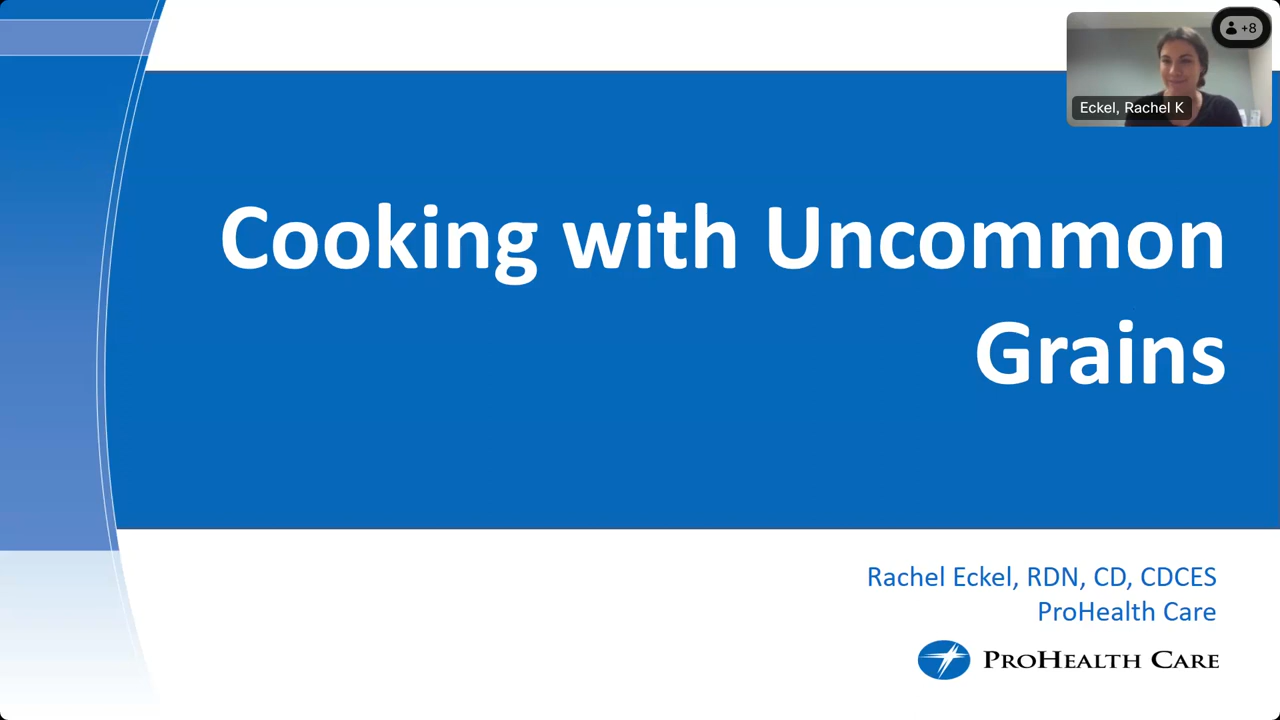 +8
Eckel, Rachel K
Cooking with Uncommon
Grains
Rachel Eckel, RDN, CD, CDCES
ProHealth Care
PROHEALTH CARE